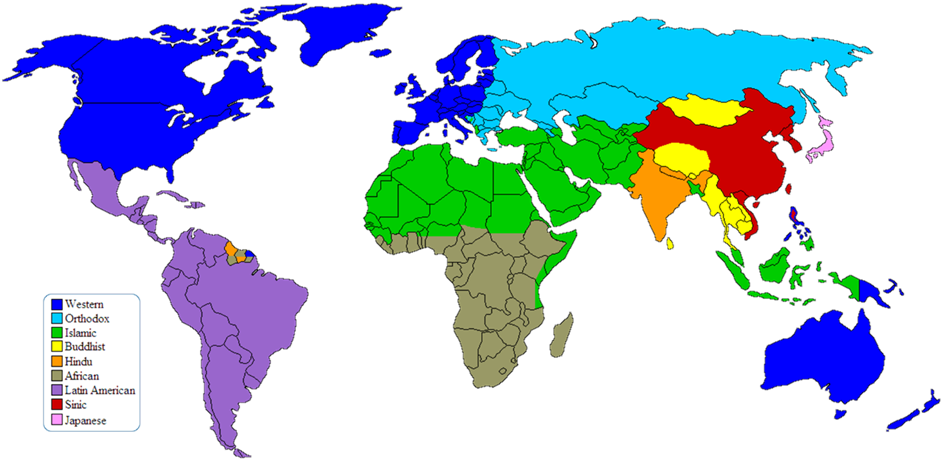 Western
Orthodox
Islamic
Buddhist
Hindu
African
Latin American
Sinic
Japanese